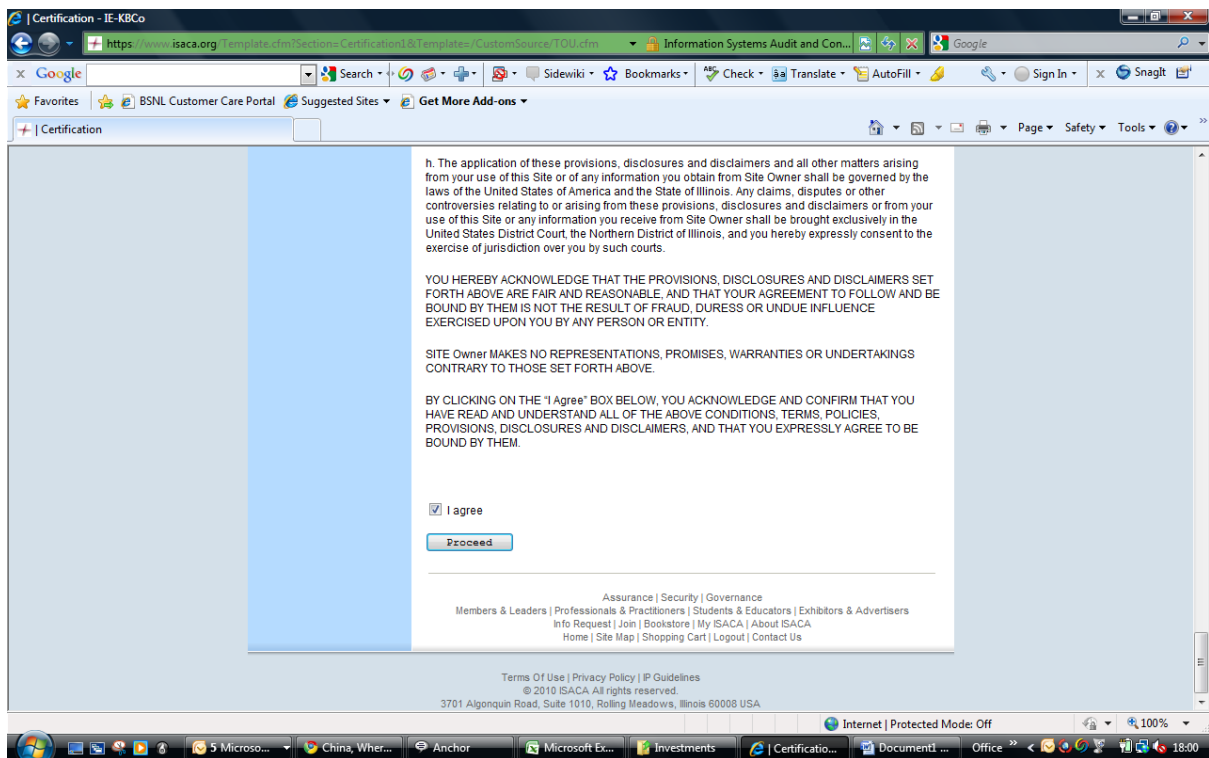 | Certification - IE-KBCo
https://www.isaca.org/Template.cfm?Section=Certification1&Template=/CustomSource/TOU.cfm
Information Systems Audit and Con...
Google
x Google
Search
Sidewiki
Bookmarks
Check
Translate
AutoFill
Sign In
x SnagIt
Favorites
BSNL Customer Care Portal
Suggested Sites
Get More Add-ons
| Certification
Page
Safety
Tools
h. The application of these provisions, disclosures and disclaimers and all other matters arising
from your use of this Site or of any information you obtain from Site Owner shall be governed by the
laws of the United States of America and the State of Illinois. Any claims, disputes or other
controversies relating to or arising from these provisions, disclosures and disclaimers or from your
use of this Site or any information you receive from Site Owner shall be brought exclusively in the
United States District Court, the Northern District of Illinois, and you hereby expressly consent to the
exercise of jurisdiction over you by such courts.
YOU HEREBY ACKNOWLEDGE THAT THE PROVISIONS, DISCLOSURES AND DISCLAIMERS SET
FORTH ABOVE ARE FAIR AND REASONABLE, AND THAT YOUR AGREEMENT TO FOLLOW AND BE
BOUND BY THEM IS NOT THE RESULT OF FRAUD, DURESS OR UNDUE INFLUENCE
EXERCISED UPON YOU BY ANY PERSON OR ENTITY.
SITE Owner MAKES NO REPRESENTATIONS, PROMISES, WARRANTIES OR UNDERTAKINGS
CONTRARY TO THOSE SET FORTH ABOVE.
BY CLICKING ON THE "I Agree" BOX BELOW, YOU ACKNOWLEDGE AND CONFIRM THAT YOU
HAVE READ AND UNDERSTAND ALL OF THE ABOVE CONDITIONS, TERMS, POLICIES,
PROVISIONS, DISCLOSURES AND DISCLAIMERS, AND THAT YOU EXPRESSLY AGREE TO BE
BOUND BY THEM.
I agree
Proceed
Assurance | Security | Governance
Members & Leaders | Professionals & Practitioners | Students & Educators | Exhibitors & Advertisers
Info Request | Join | Bookstore | My ISACA | About ISACA
Home | Site Map | Shopping Cart | Logout | Contact Us
Terms Of Use | Privacy Policy | IP Guidelines
© 2010 ISACA All rights reserved.
3701 Algonquin Road, Suite 1010, Rolling Meadows, Illinois 60008 USA
Internet | Protected Mode: Off
100%
5 Microso...
China, Wher...
Anchor
Microsoft Ex...
Investments
| Certificatio...
Document1 ...
Office
18:00